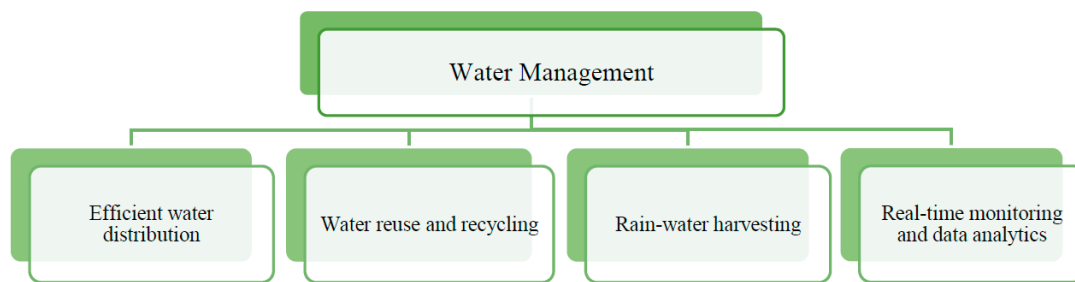 Water Management
Efficient water
distribution
Water reuse and recycling
Rain-water harvesting
Real-time monitoring
and data analytics